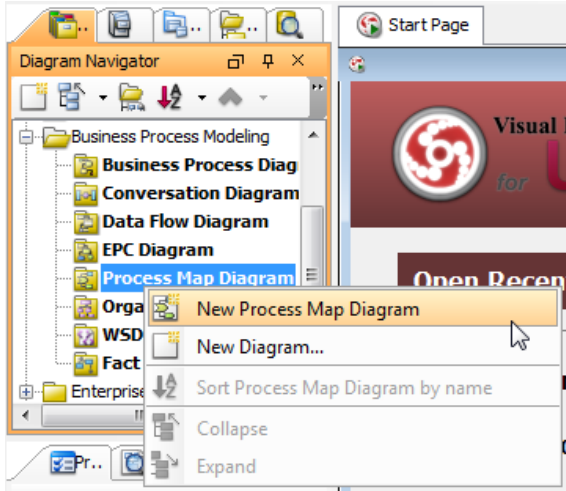 Start Page
Diagram Navigator
Business Process Modeling
Business Process Diag
Conversation Diagram
Data Flow Diagram
EPC Diagram
Process Map Diagram
Orga
WSD
Fact
Enterprise
Visual
for
Open Recen
New Process Map Diagram
New Diagram...
Sort Process Map Diagram by name
Collapse
Expand
Pr..